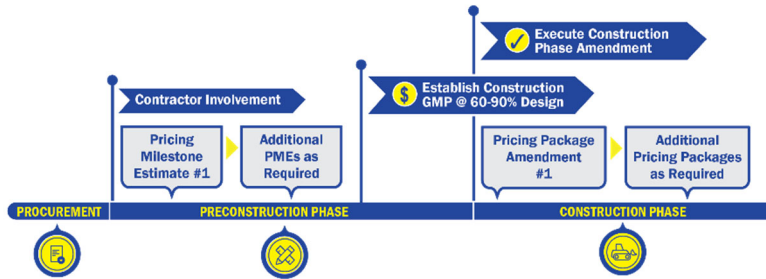 Execute Construction
Phase Amendment
Contractor Involvement
$
Establish Construction
GMP @ 60-90% Design
Pricing
Milestone
Estimate #1
Additional
PMEs as
Required
Pricing Package
Amendment
#1
Additional
Pricing Packages
as Required
PROCUREMENT
PRECONSTRUCTION PHASE
CONSTRUCTION PHASE